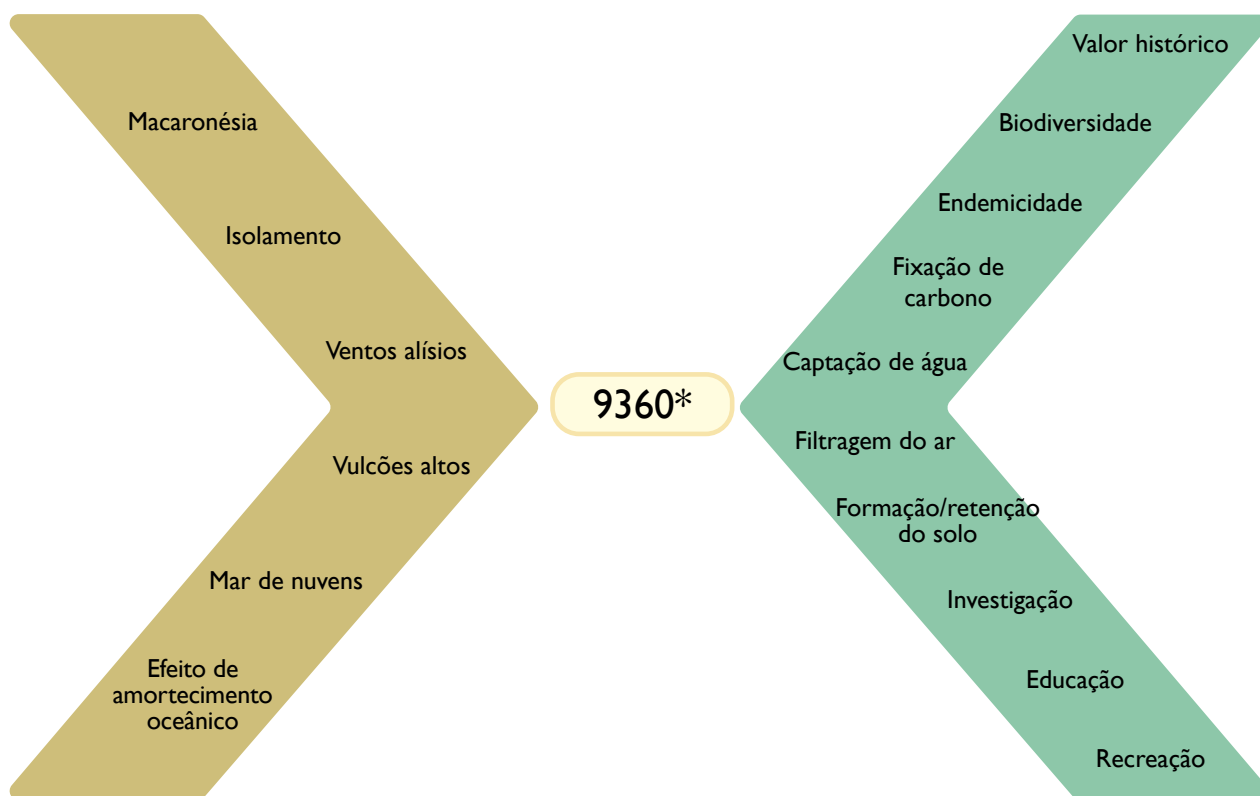 Macaronésia
Isolamento
Ventos alísios
Vulcões altos
Mar de nuvens
Efeito de
amortecimento
oceânico
9360*
Valor histórico
Biodiversidade
Endemicidade
Fixação de
carbono
Captação de água
Filtragem do ar
Formação/retenção
do solo
Investigação
Educação
Recreação